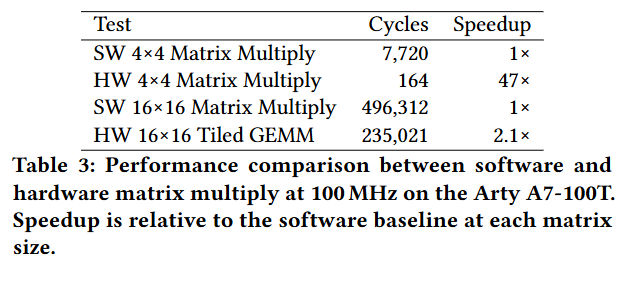 Test Cycles Speedup
SW 4×4 Matrix Multiply 7,720 1×
HW 4×4 Matrix Multiply 164 47×
SW 16×16 Matrix Multiply 496,312 1×
HW 16×16 Tiled GEMM 235,021 2.1×
Table 3: Performance comparison between software and
hardware matrix multiply at 100 MHz on the Arty A7-100T.
Speedup is relative to the software baseline at each matrix
size.